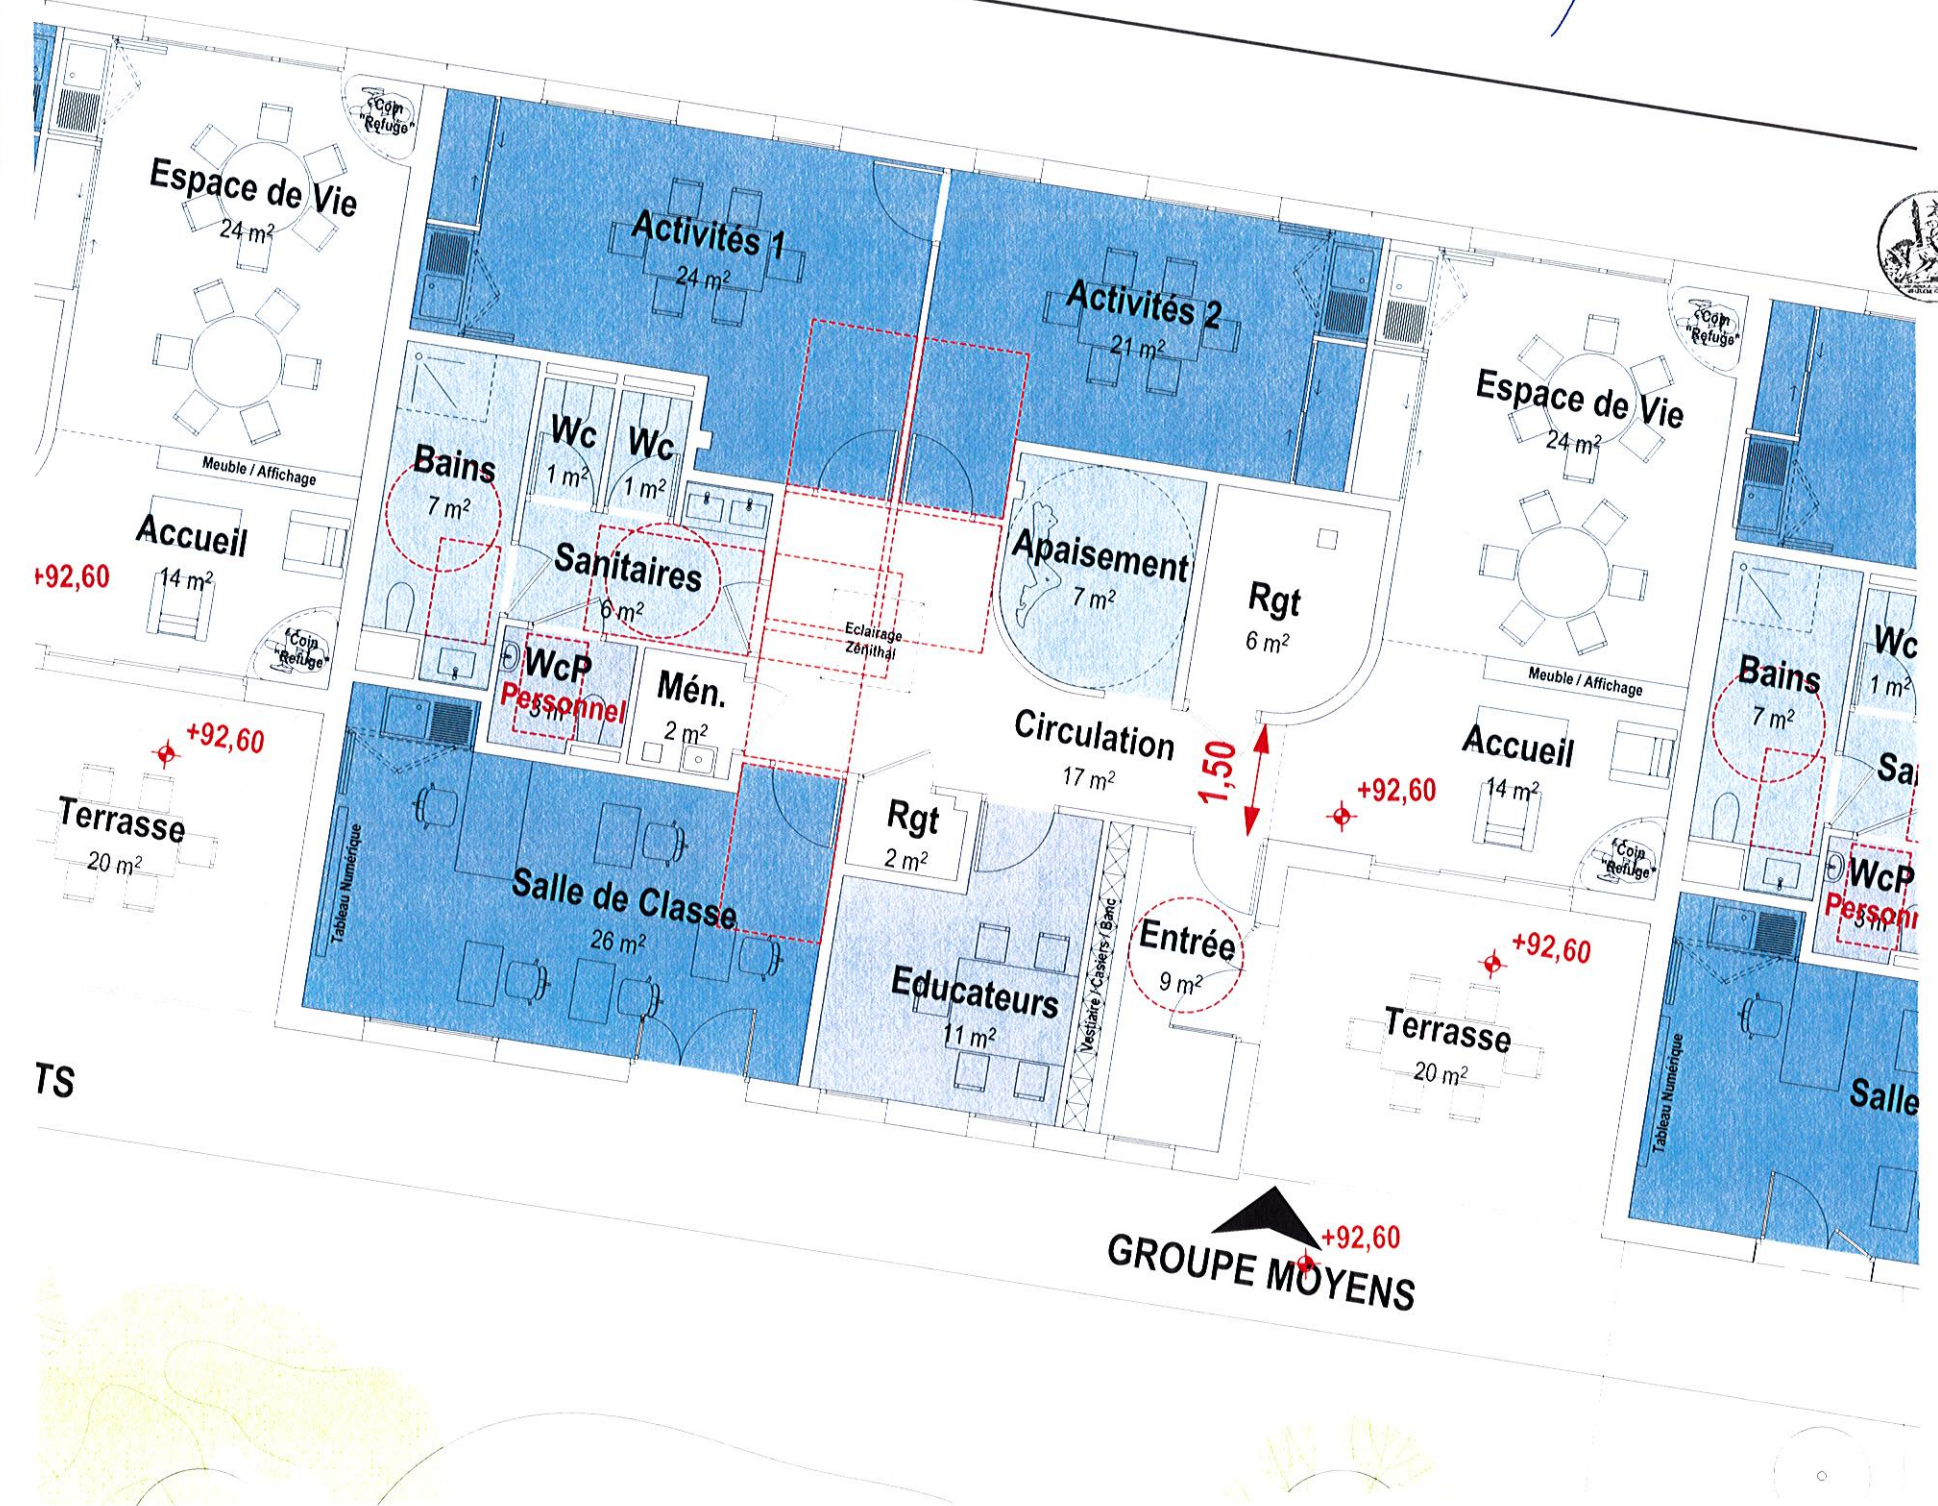 Coin
"Refuge"
Espace de Vie
24 m²
Activités 1
24 m²
Activités 2
21 m²
Coin
"Refuge"
Espace de Vie
24 m²
Meuble / Affichage
Bains
7 m²
Wc
1 m²
Wc
1 m²
Accueil
14 m²
+92,60
Sanitaires
6 m²
Apaisement
7 m²
Rgt
6 m²
Eclairage
Zénithal
Coin
"Refuge"
WcP
Personnel
3 m²
Mén.
2 m²
Meuble / Affichage
Bains
7 m²
Wc
1 m²
Circulation
17 m²
1,50
Accueil
14 m²
+92,60
+92,60
Terrasse
20 m²
Rgt
2 m²
Coin
"Refuge"
WcP
Tableau Numérique
Salle de Classe
26 m²
Educateurs
11 m²
Vestiaire / Casiers / Banc
Entrée
9 m²
+92,60
Terrasse
20 m²
Tableau Numérique
Salle
TS
+92,60
GROUPE MOYENS